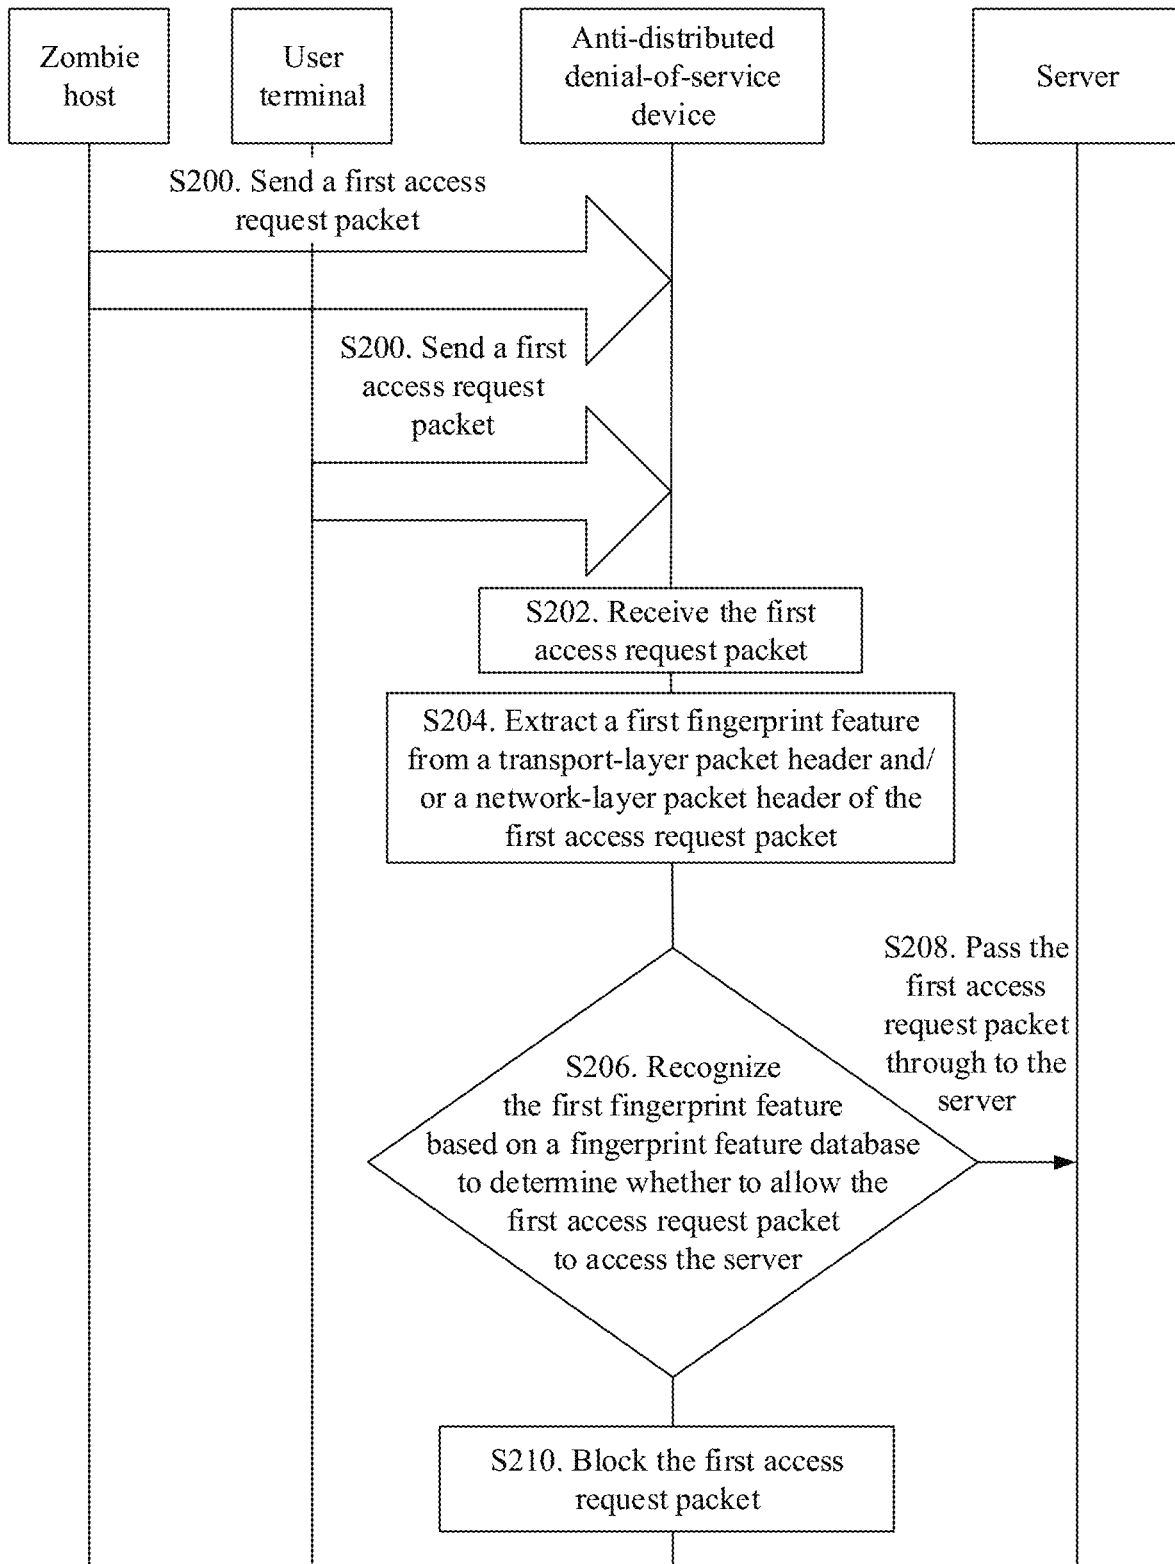 Zombie
host
User
terminal
Anti-distributed
denial-of-service
device
Server
S200. Send a first access
request packet
S200. Send a first
access request
packet
S202. Receive the first
access request packet
S204. Extract a first fingerprint feature
from a transport-layer packet header and/
or a network-layer packet header of the
first access request packet
S208. Pass the
first access
request packet
through to the
server
S206. Recognize
the first fingerprint feature
based on a fingerprint feature database
to determine whether to allow the
first access request packet
to access the server
S210. Block the first access
request packet